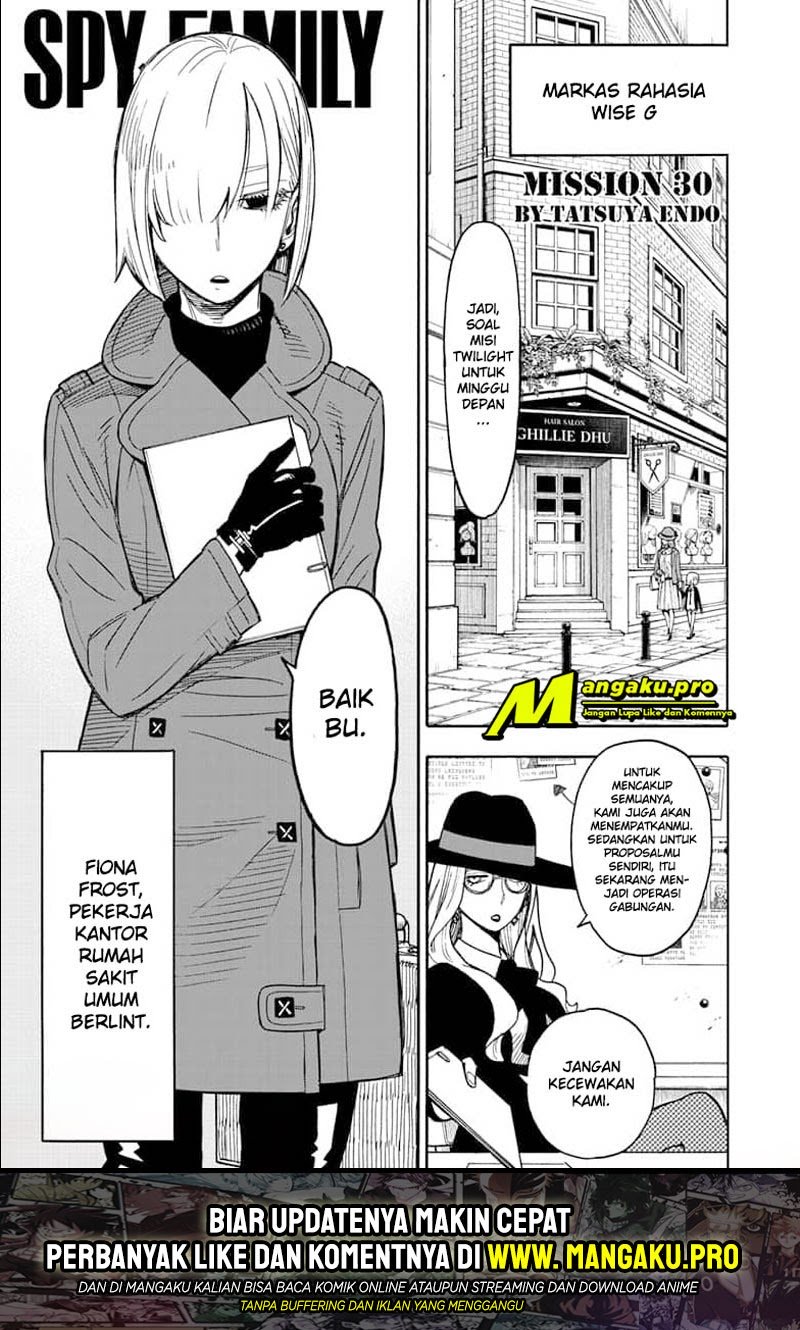 SPY FAMILY
MARKAS RAHASIA
WISE G
MISSION 30
BY TATSUYA ENDO
JADI,
SOAL
MISI
TWILIGHT
UNTUK
MINGGU
DEPAN
...
HAIR SALON
GHILLIE DHU
Mangaku.pro
Jangan Lupa Like dan Komennya
UNTUK
MENCAKUP
SEMUANYA,
KAMI JUGA AKAN
MENEMPATKANMU.
SEDANGKAN UNTUK
PROPOSALMU
SENDIRI, ITU
SEKARANG MEN-
JADI OPERASI
GABUNGAN.
JANGAN
KECEWAKAN
KAMI.
BAIK
BU.
FIONA
FROST,
PEKERJA
KANTOR
RUMAH
SAKIT
UMUM
BERLINT.
BIAR UPDATENYA MAKIN CEPAT
PERBANYAK LIKE DAN KOMENTNYA DI WWW. MANGAKU.PRO
DAN DI MANGAKU KALIAN BISA BACA KOMIK ONLINE ATAUPUN STREAMING DAN DOWNLOAD ANIME
TANPA BUFFERING DAN IKLAN YANG MENGGANGU